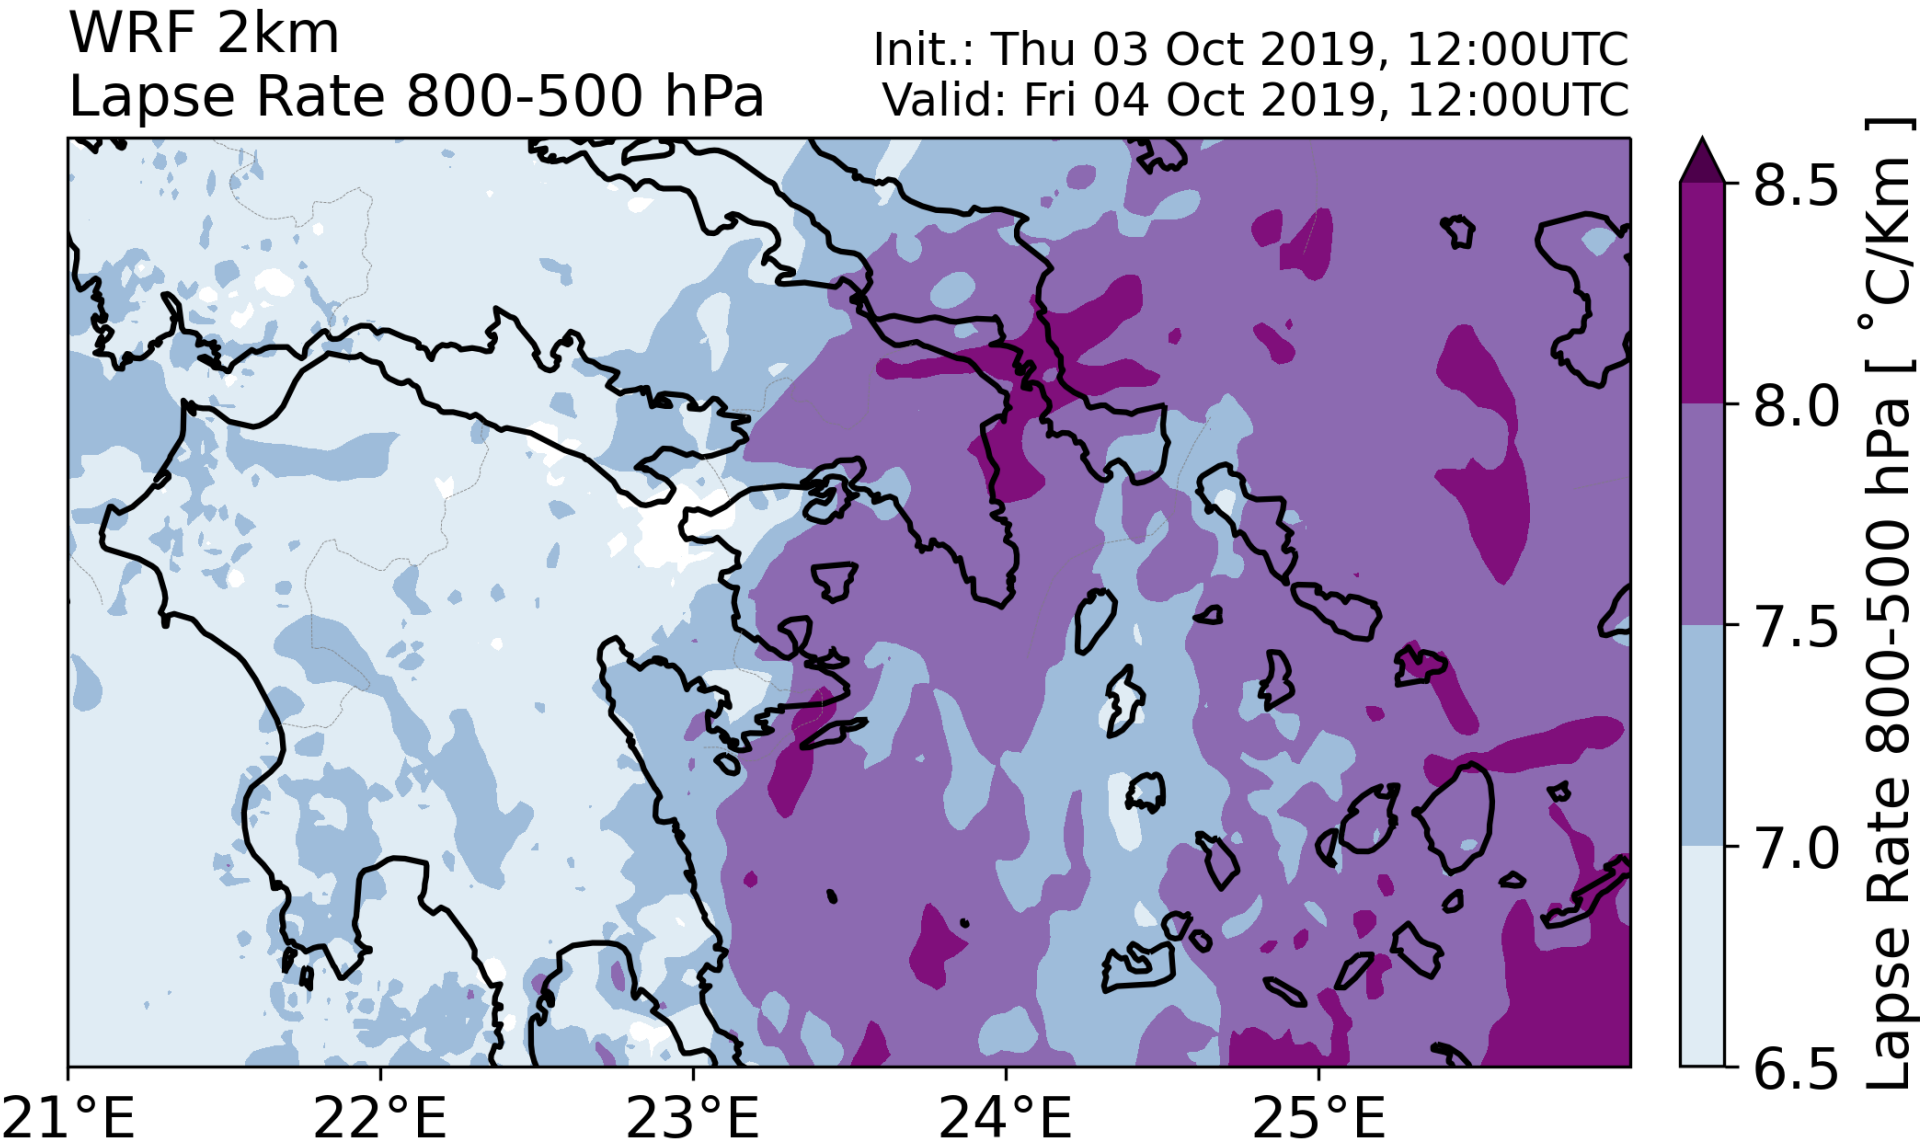 WRF 2km
Lapse Rate 800-500 hPa
Init.: Thu 03 Oct 2019, 12:00UTC
Valid: Fri 04 Oct 2019, 12:00UTC
8.5
8.0
7.5
7.0
6.5
Lapse Rate 800-500 hPa [ °C/Km ]
21°E 22°E 23°E 24°E 25°E